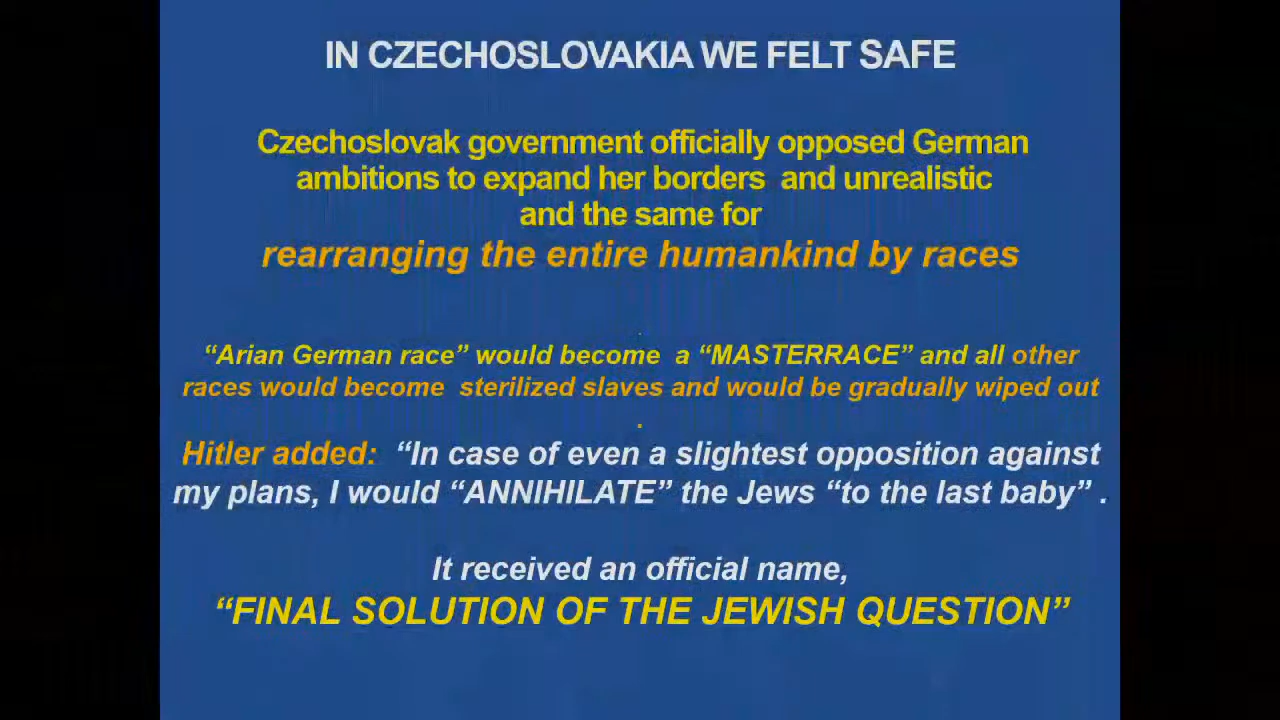 IN CZECHOSLOVAKIA WE FELT SAFE
Czechoslovak government officially opposed German
ambitions to expand her borders  and unrealistic
and the same for
rearranging the entire humankind by races
.
“Arian German race” would become  a “MASTERRACE” and all other
races would become  sterilized slaves and would be gradually wiped out
.
Hitler added:  “In case of even a slightest opposition against
my plans, I would “ANNIHILATE” the Jews “to the last baby” .
It received an official name,
“FINAL SOLUTION OF THE JEWISH QUESTION”